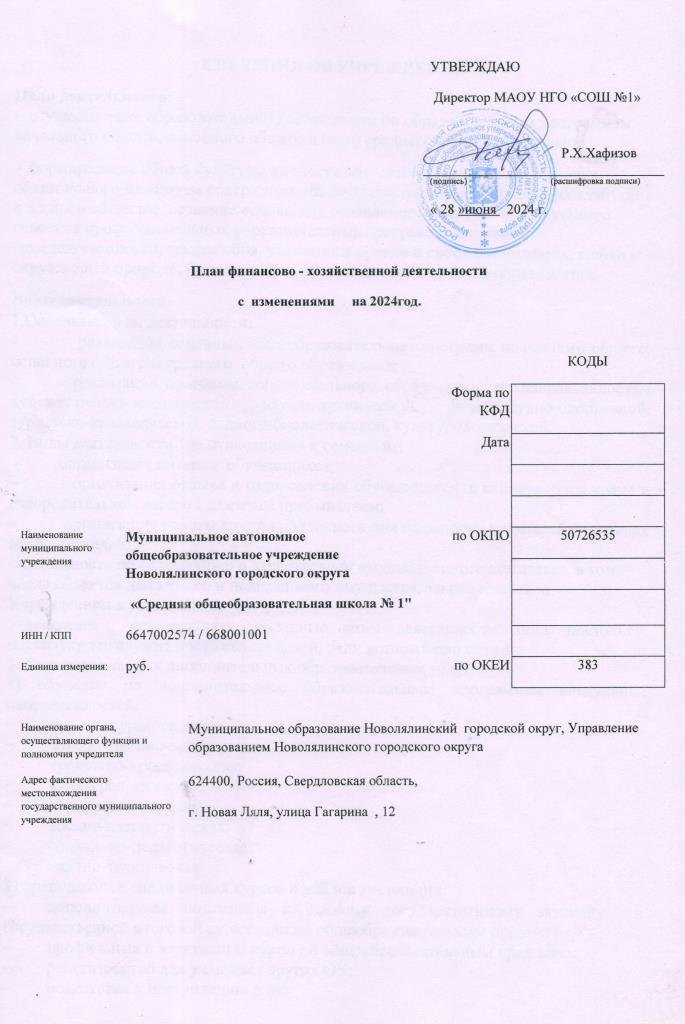 УТВЕРЖДАЮ
Директор МАОУ НГО «СОШ №1»
Р.Х.Хафизов
(подпись) (расшифровка подписи)
« 28 »июня 2024 г.
План финансово - хозяйственной деятельности
с изменениями на 2024год.
КОДЫ
Форма по
КФД
Дата
Наименование
муниципального
учреждения
Муниципальное автономное
общеобразовательное учреждение
Новолялинского городского округа
«Средняя общеобразовательная школа № 1"
по ОКПО 50726535
ИНН / КПП 6647002574 / 668001001
Единица измерения: руб. по ОКЕИ 383
Наименование органа,
осуществляющего функции и
полномочия учредителя
Муниципальное образование Новолялинский городской округ, Управление
образованием Новолялинского городского округа
Адрес фактического
местонахождения
государственного муниципального
учреждения
624400, Россия, Свердловская область,
г. Новая Ляля, улица Гагарина , 12